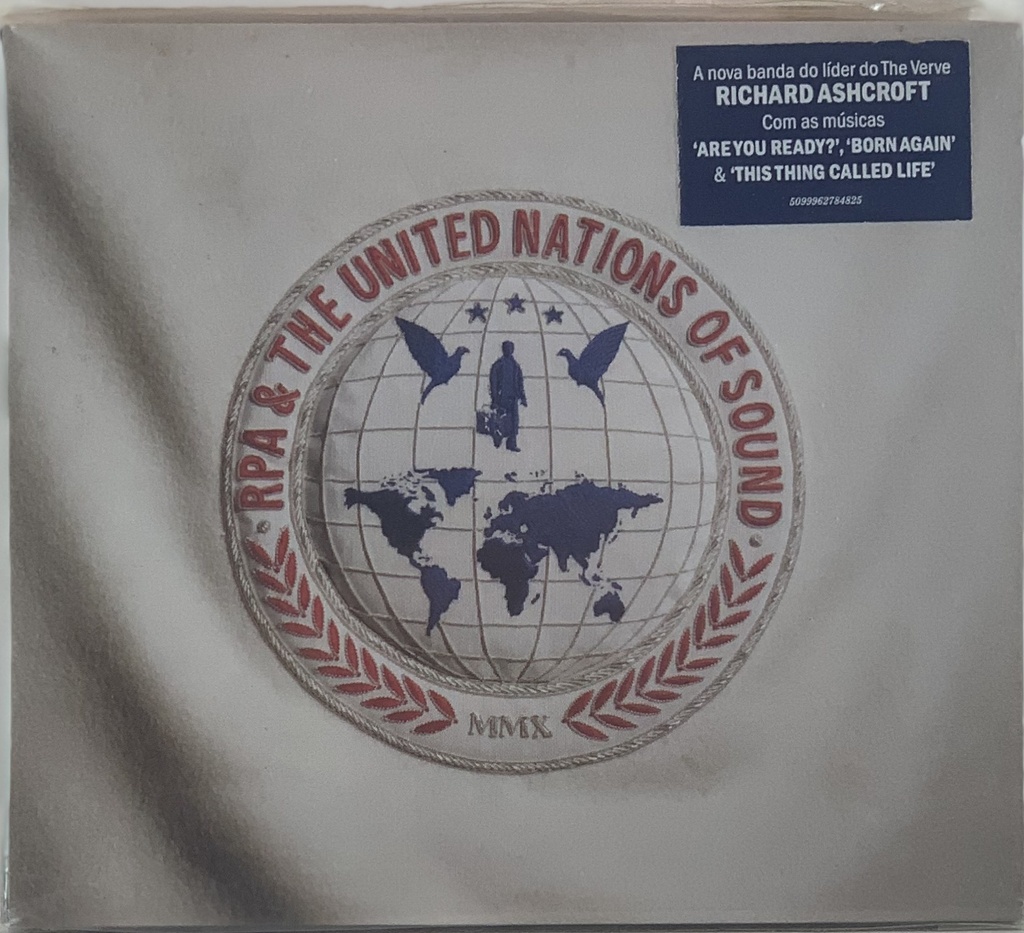 A nova banda do líder do The Verve
RICHARD ASHCROFT
Com as músicas
‘ARE YOU READY?’, ‘BORN AGAIN’
& ‘THIS THING CALLED LIFE’
5099962784825
RPA & THE UNITED NATIONS OF SOUND
MMX